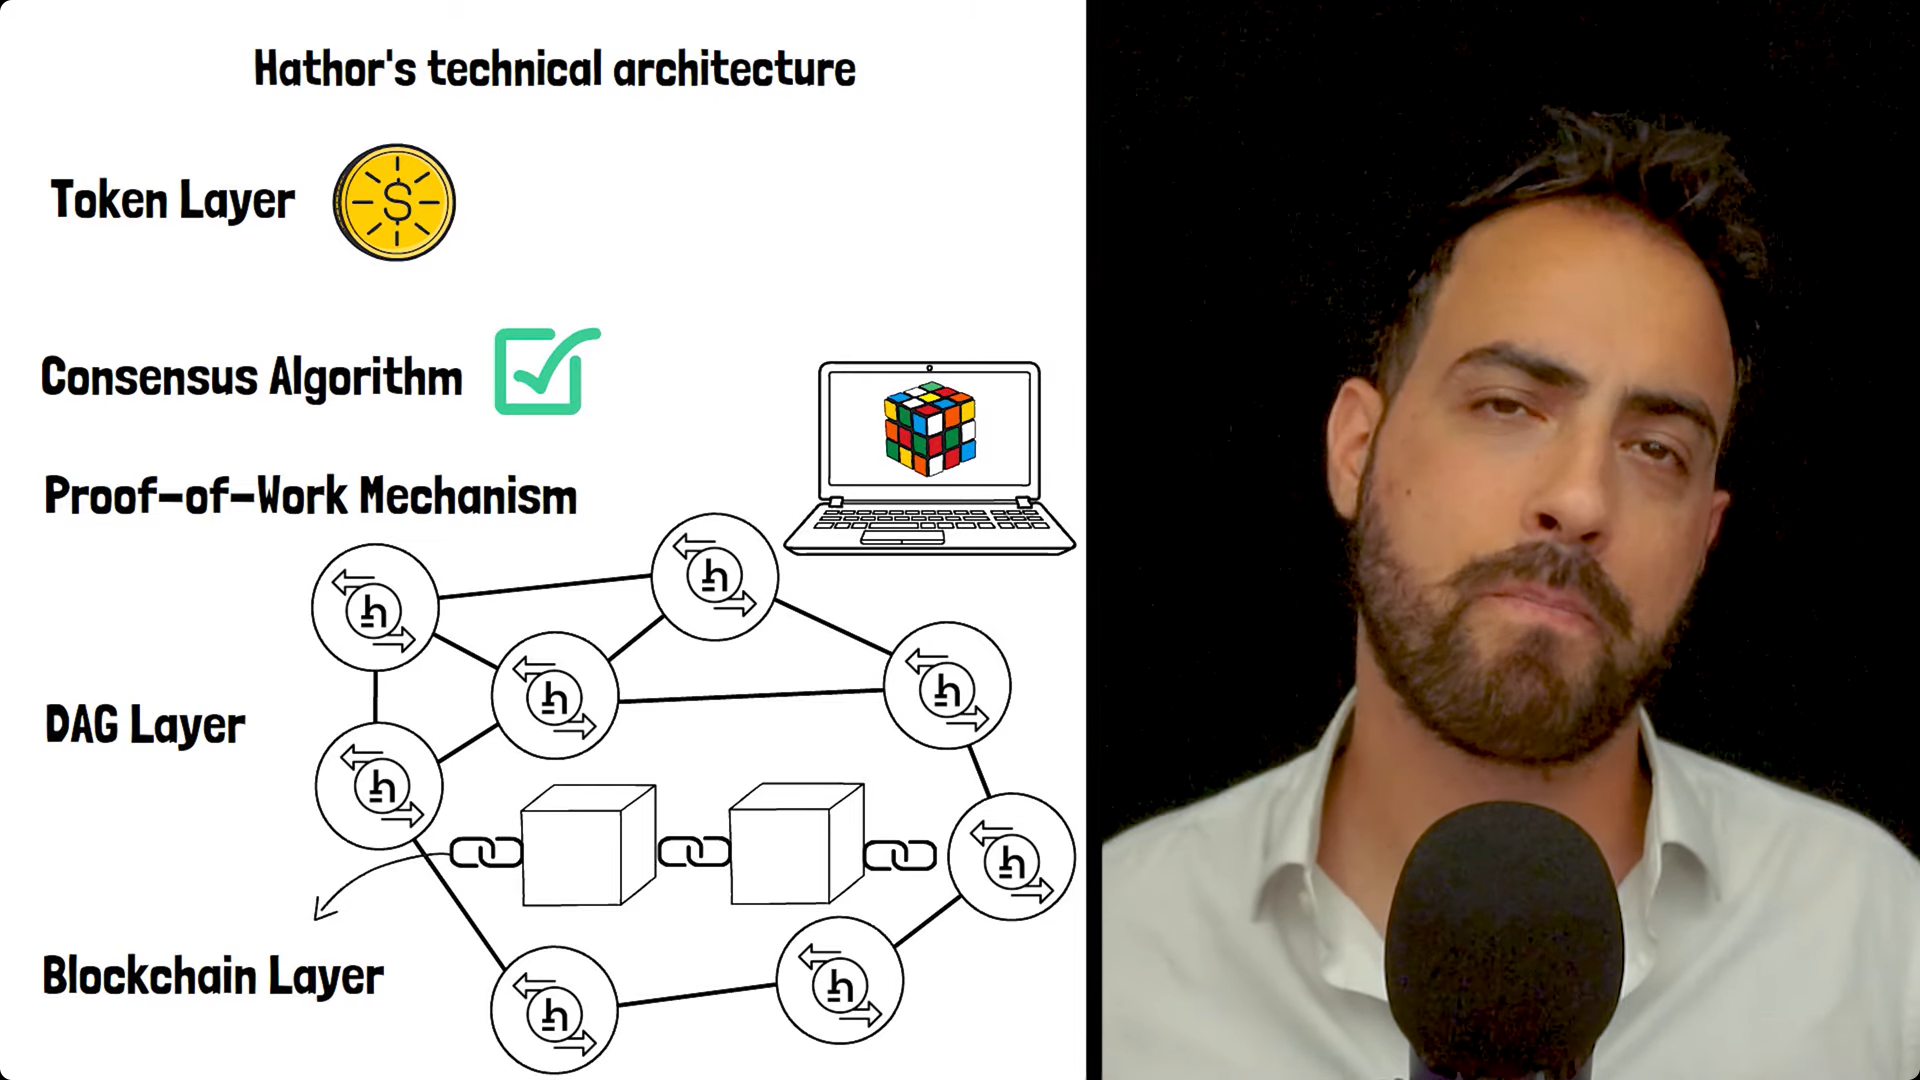 Hathor's technical architecture
Token Layer
Consensus Algorithm
Proof-of-Work Mechanism
DAG Layer
Blockchain Layer